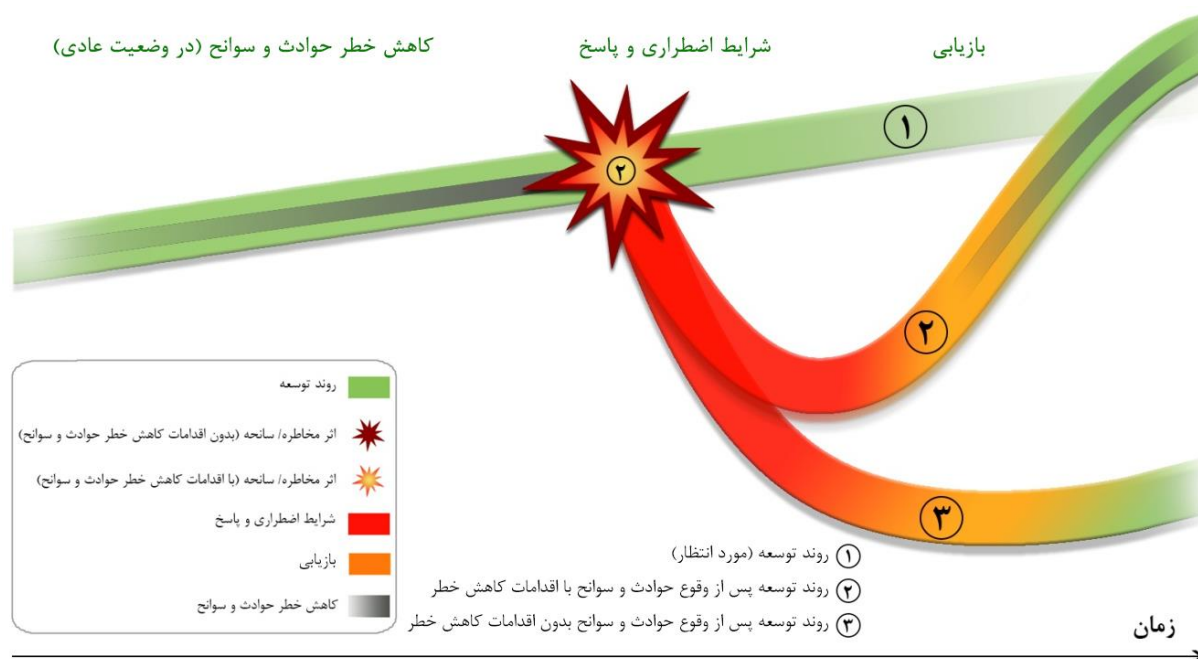 کاهش خطر حوادث و سوانح (در وضعیت عادی)
شرایط اضطراری و پاسخ
بازیابی
۱
۲
۲
۳
روند توسعه
اثر مخاطره/ سانحه (بدون اقدامات کاهش خطر حوادث و سوانح)
اثر مخاطره/ سانحه (با اقدامات کاهش خطر حوادث و سوانح)
شرایط اضطراری و پاسخ
بازیابی
کاهش خطر حوادث و سوانح
۱ روند توسعه (مورد انتظار)
۲ روند توسعه پس از وقوع حوادث و سوانح با اقدامات کاهش خطر
۳ روند توسعه پس از وقوع حوادث و سوانح بدون اقدامات کاهش خطر
زمان